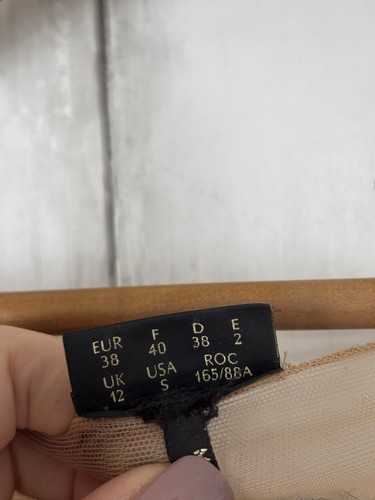 EUR F D E
38 40 38 2
UK USA ROC
12 S 165/88A